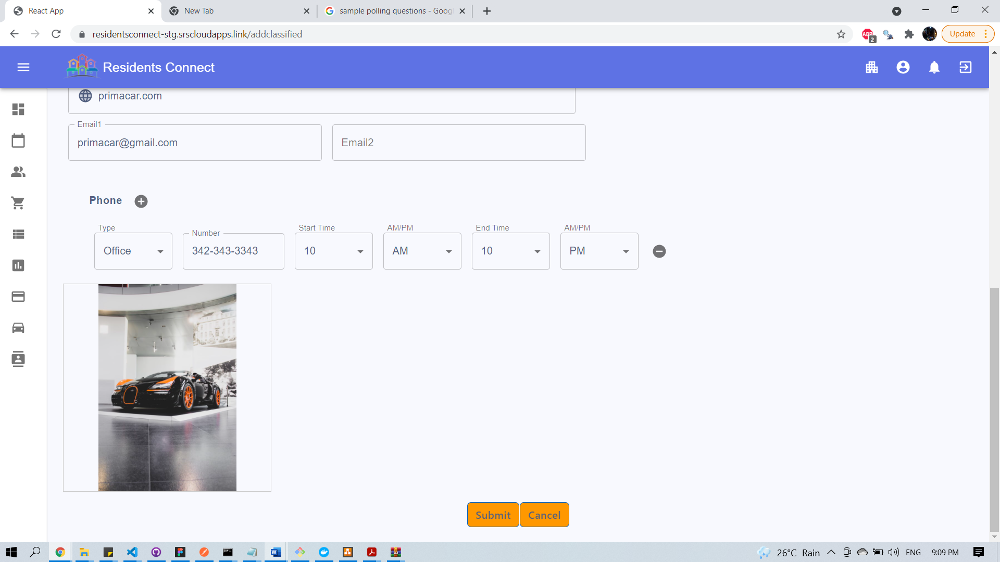 React App
New Tab
sample polling questions - Goog
residentsconnect-stg.srscloudapps.link/addclassified
ABP
2
Update
Residents Connect
primacar.com
Email1
primacar@gmail.com
Email2
Phone
Type
Number
Start Time
AM/PM
End Time
AM/PM
Office
342-343-3343
10
AM
10
PM
Submit
Cancel
26°C Rain
ENG
9:09 PM